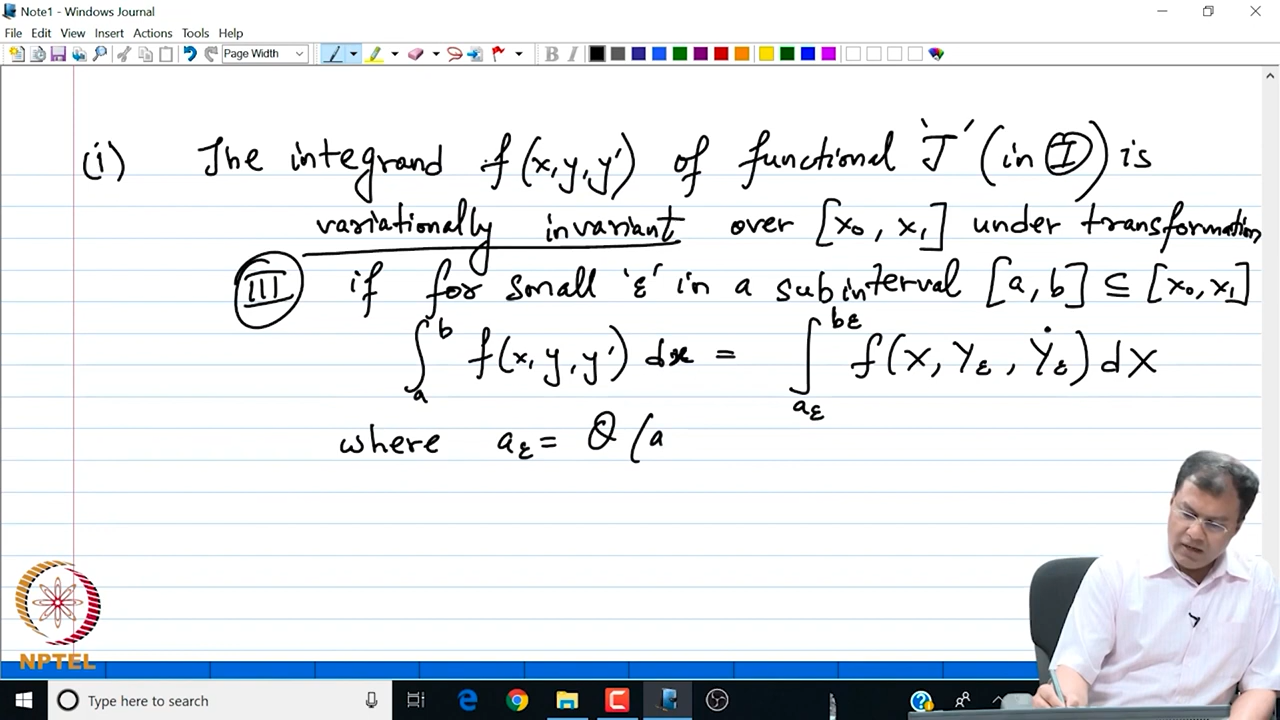 Note1 - Windows Journal
File Edit View Insert Actions Tools Help
Page Width
B I
(i) The integrand f(x,y,y') of functional 'J' (in I) is
variationally invariant over [x₀, x₁] under transformation
III if for small 'ε' in a subinterval [a, b] ⊆ [x₀, x₁]
∫ₐᵇ f(x, y, y') dx = ∫_{aε}^{bε} f(X, Yε, Ẏε) dX
where aε = θ (a
NPTEL
Type here to search